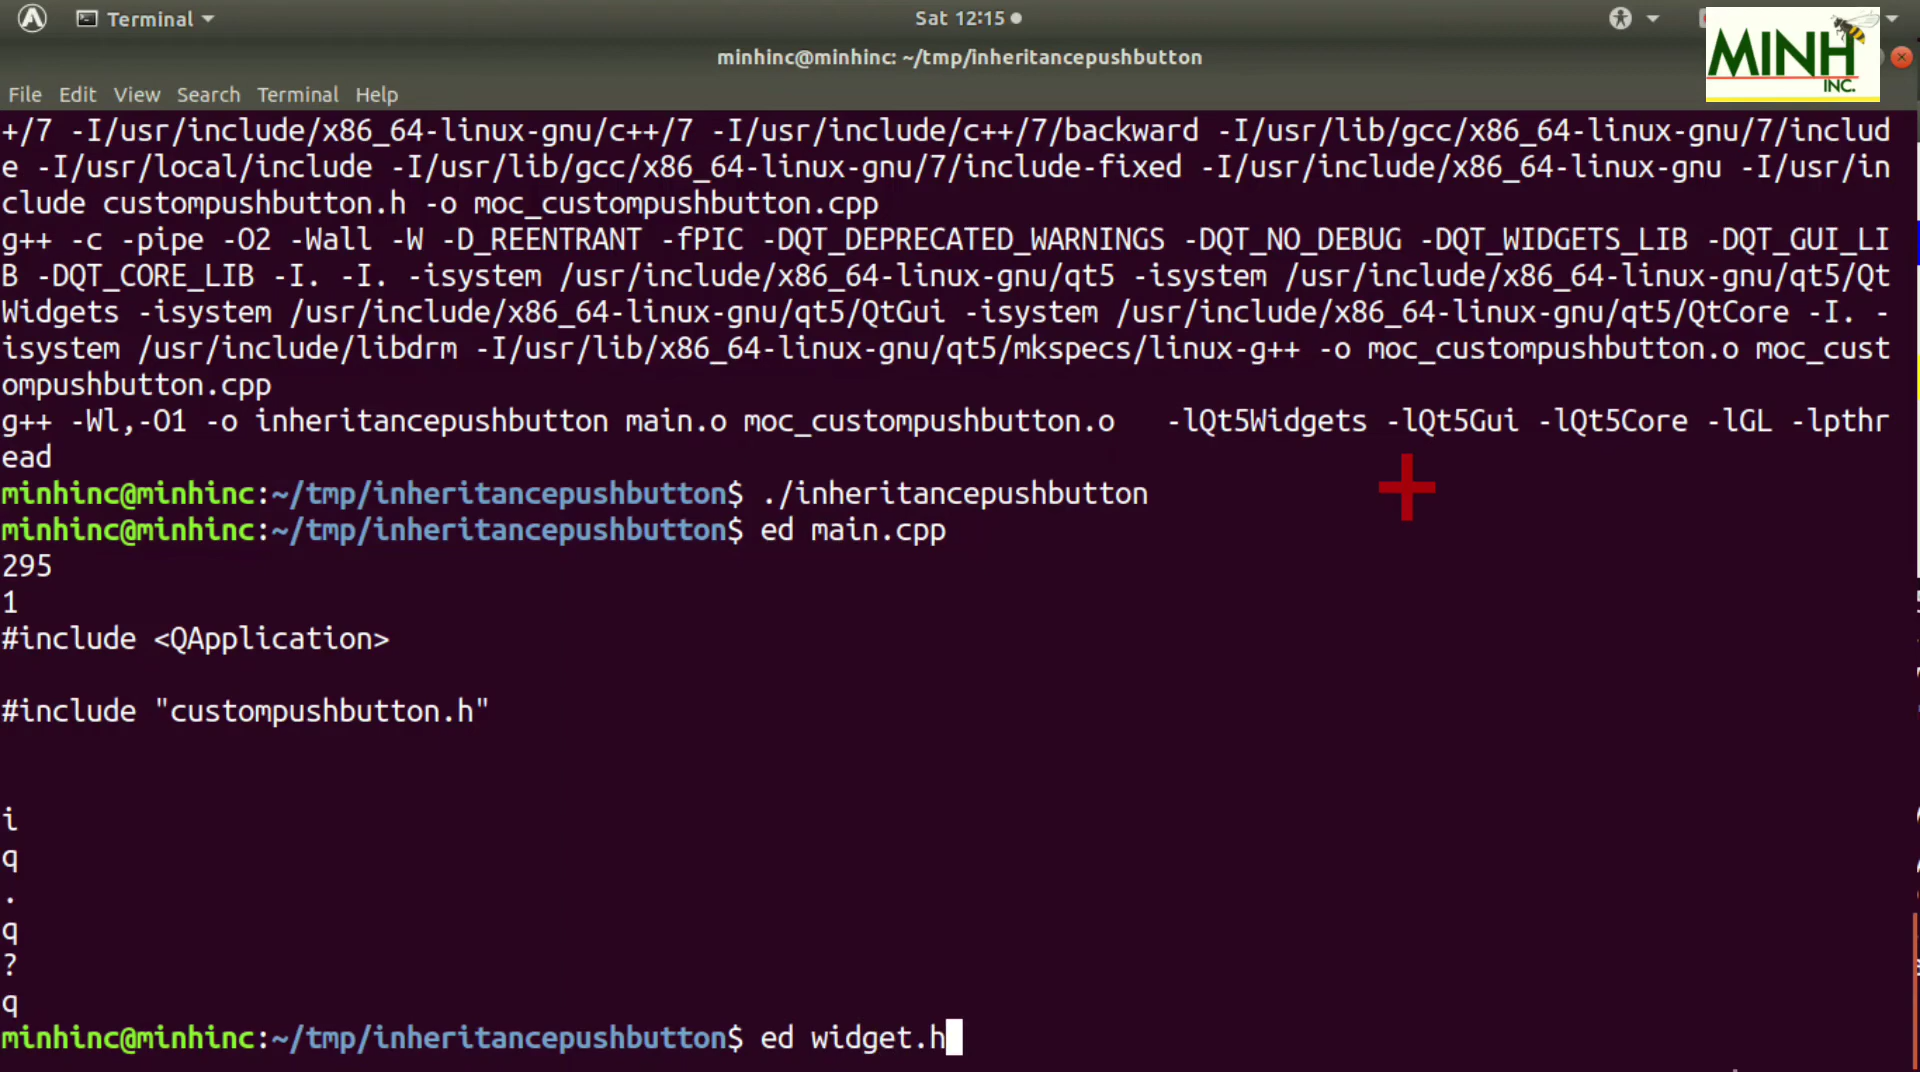 Terminal
Sat 12:15
minhinc@minhinc: ~/tmp/inheritancepushbutton
MINH
INC.
File Edit View Search Terminal Help
+/7 -I/usr/include/x86_64-linux-gnu/c++/7 -I/usr/include/c++/7/backward -I/usr/lib/gcc/x86_64-linux-gnu/7/includ
e -I/usr/local/include -I/usr/lib/gcc/x86_64-linux-gnu/7/include-fixed -I/usr/include/x86_64-linux-gnu -I/usr/in
clude custompushbutton.h -o moc_custompushbutton.cpp
g++ -c -pipe -O2 -Wall -W -D_REENTRANT -fPIC -DQT_DEPRECATED_WARNINGS -DQT_NO_DEBUG -DQT_WIDGETS_LIB -DQT_GUI_LI
B -DQT_CORE_LIB -I. -I. -isystem /usr/include/x86_64-linux-gnu/qt5 -isystem /usr/include/x86_64-linux-gnu/qt5/Qt
Widgets -isystem /usr/include/x86_64-linux-gnu/qt5/QtGui -isystem /usr/include/x86_64-linux-gnu/qt5/QtCore -I. -
isystem /usr/include/libdrm -I/usr/lib/x86_64-linux-gnu/qt5/mkspecs/linux-g++ -o moc_custompushbutton.o moc_cust
ompushbutton.cpp
g++ -Wl,-O1 -o inheritancepushbutton main.o moc_custompushbutton.o   -lQt5Widgets -lQt5Gui -lQt5Core -lGL -lpthr
ead
minhinc@minhinc:~/tmp/inheritancepushbutton$ ./inheritancepushbutton
minhinc@minhinc:~/tmp/inheritancepushbutton$ ed main.cpp
295
1
#include <QApplication>
#include "custompushbutton.h"
i
q
.
q
?
q
minhinc@minhinc:~/tmp/inheritancepushbutton$ ed widget.h